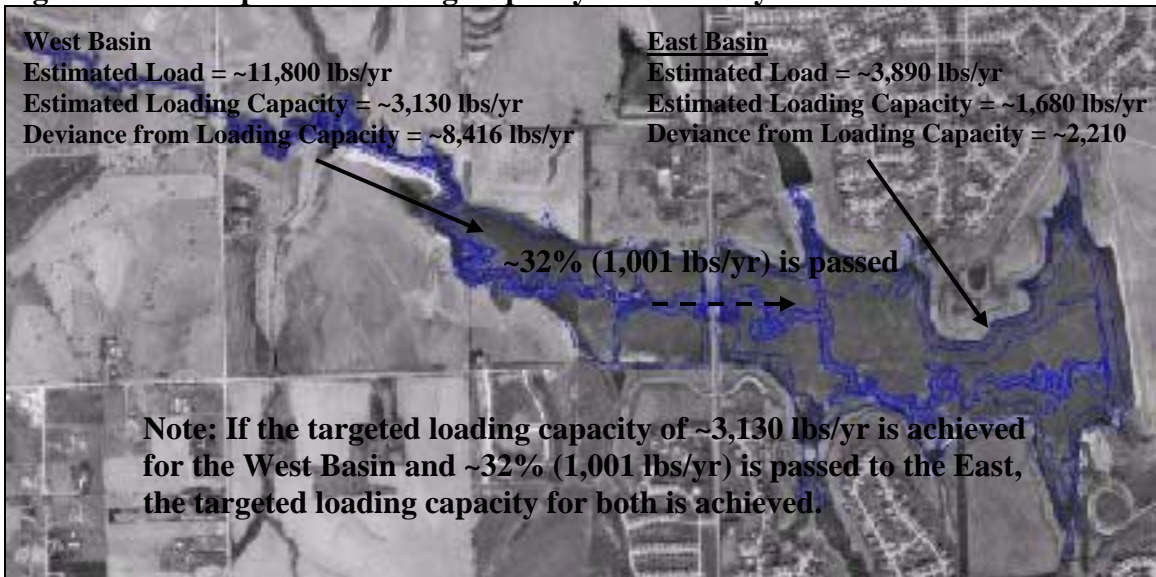 West Basin
Estimated Load = ~11,800 lbs/yr
Estimated Loading Capacity = ~3,130 lbs/yr
Deviance from Loading Capacity = ~8,416 lbs/yr
East Basin
Estimated Load = ~3,890 lbs/yr
Estimated Loading Capacity = ~1,680 lbs/yr
Deviance from Loading Capacity = ~2,210
~32% (1,001 lbs/yr) is passed
Note: If the targeted loading capacity of ~3,130 lbs/yr is achieved
for the West Basin and ~32% (1,001 lbs/yr) is passed to the East,
the targeted loading capacity for both is achieved.